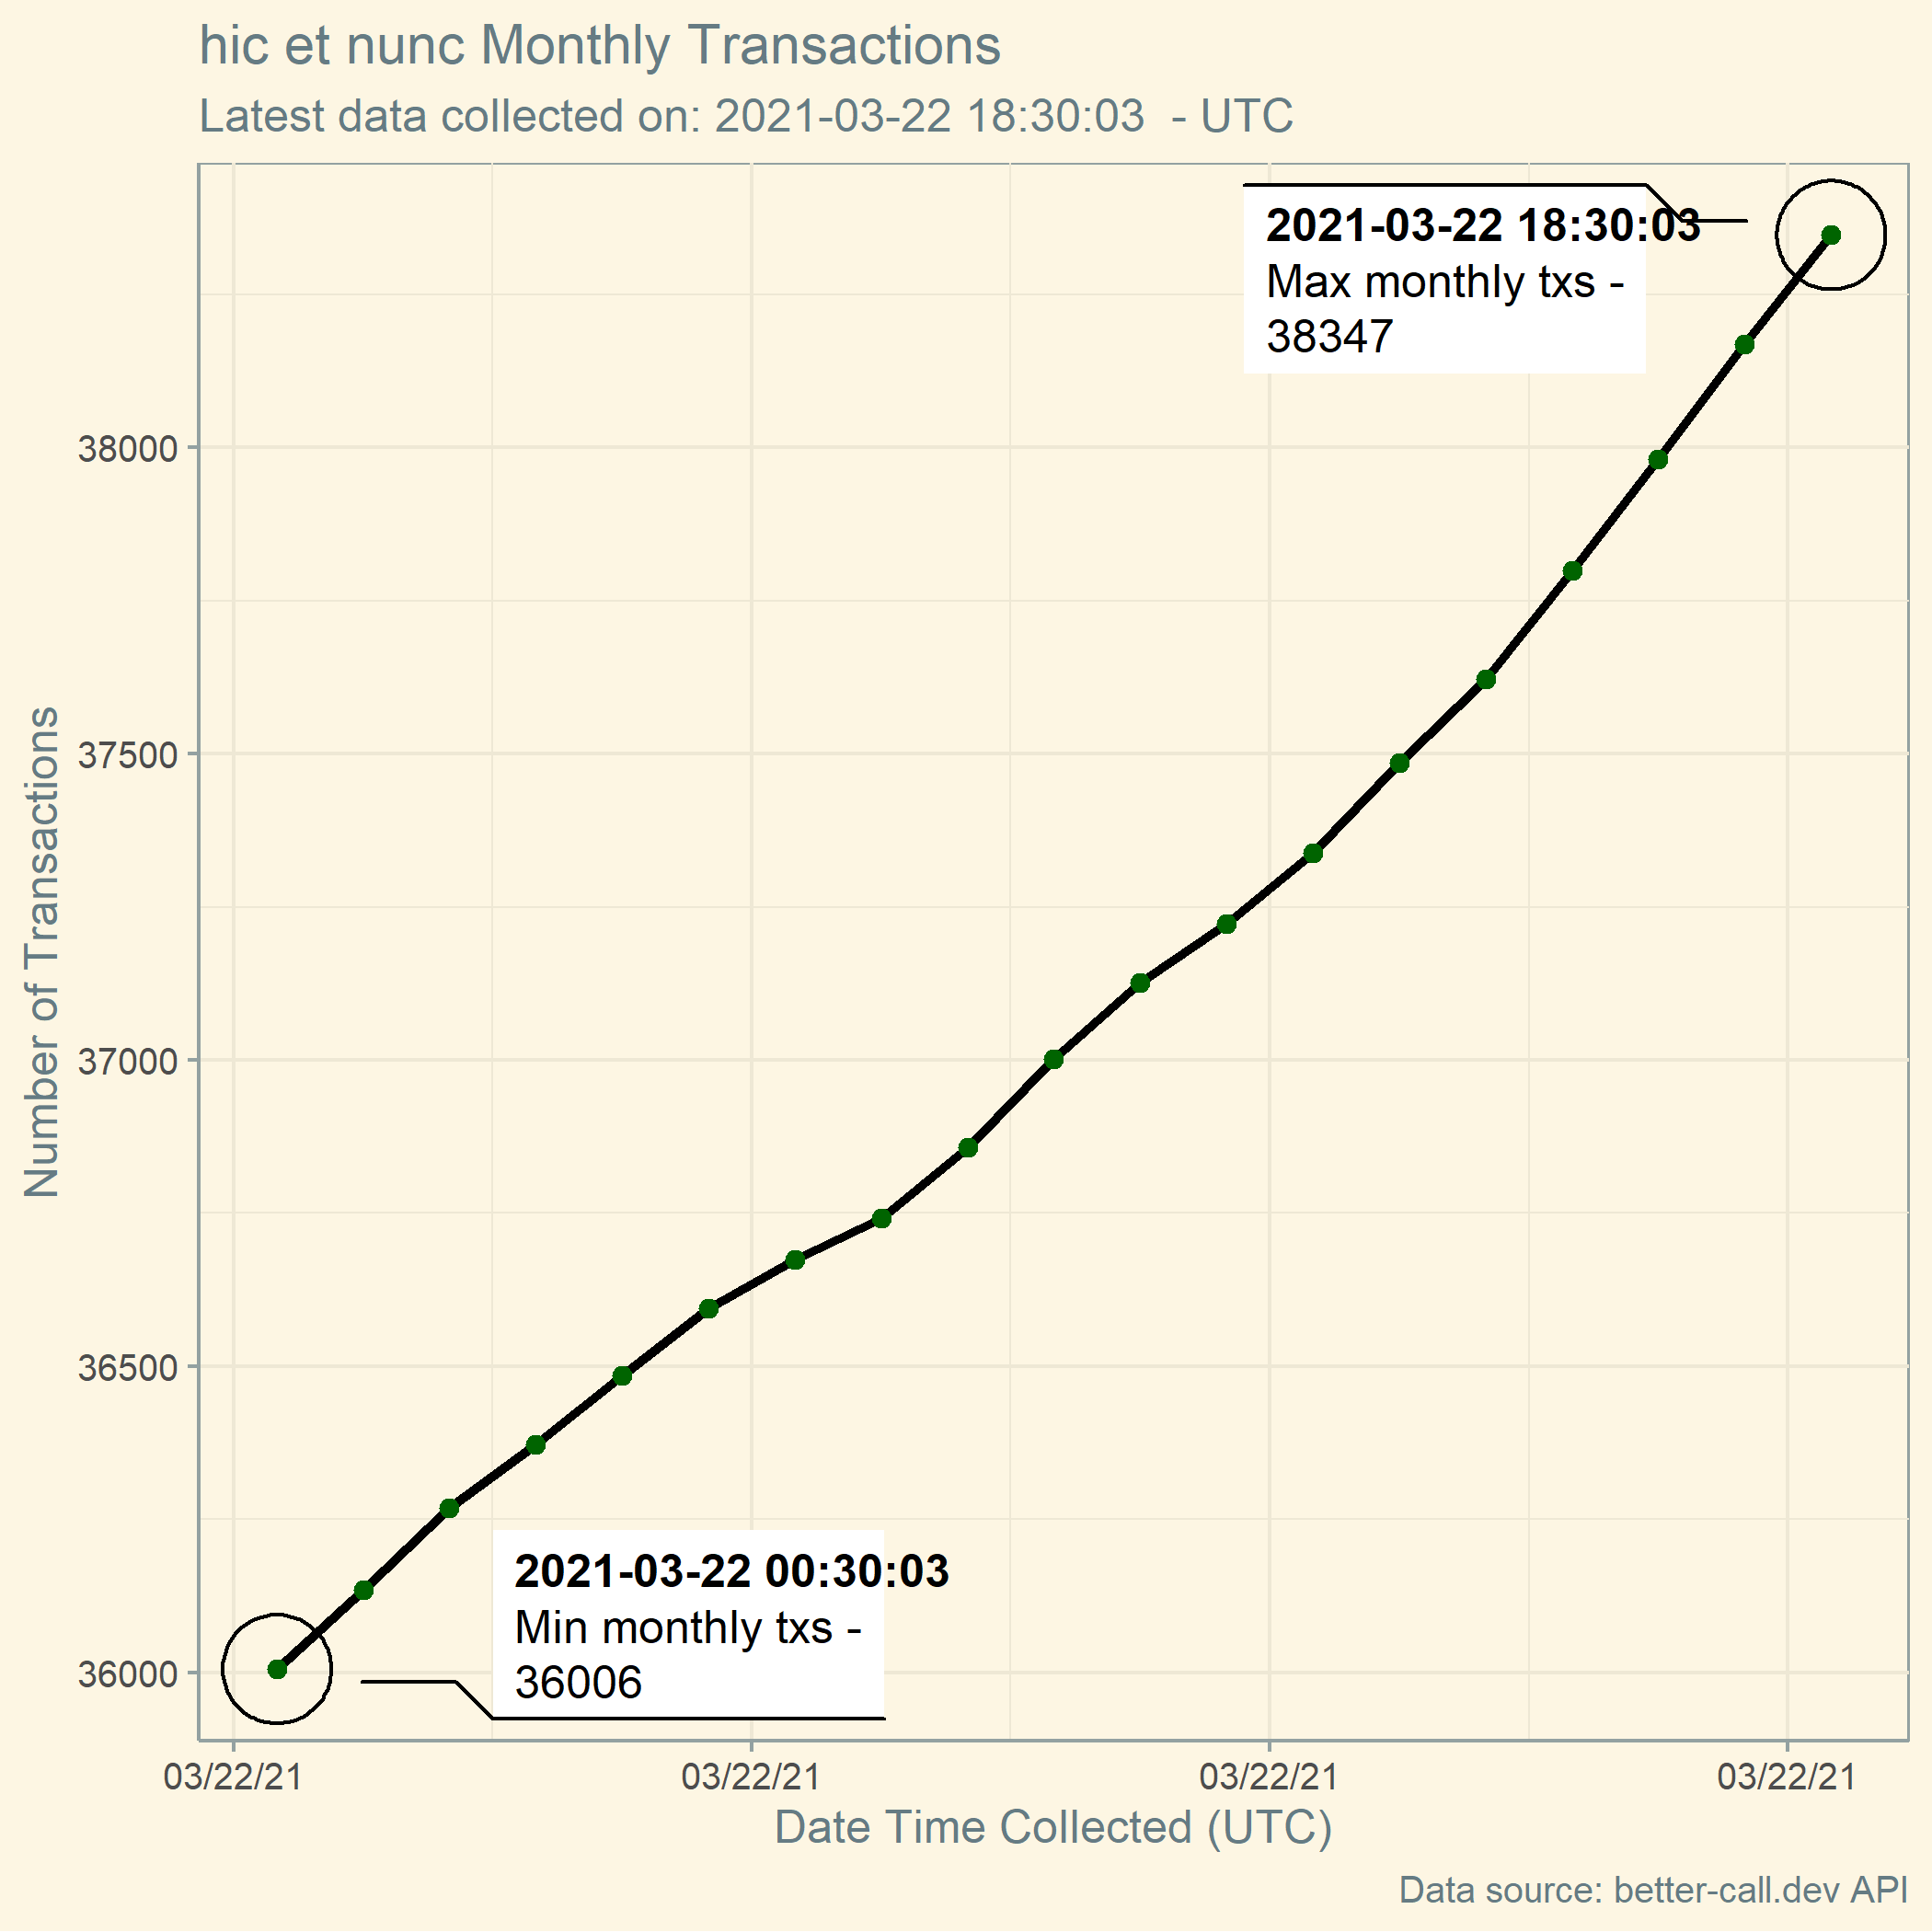 hic et nunc Monthly Transactions
Latest data collected on: 2021-03-22 18:30:03  - UTC
2021-03-22 18:30:03
Max monthly txs -
38347
38000
37500
37000
36500
36000
Number of Transactions
2021-03-22 00:30:03
Min monthly txs -
36006
03/22/21
03/22/21
03/22/21
03/22/21
Date Time Collected (UTC)
Data source: better-call.dev API